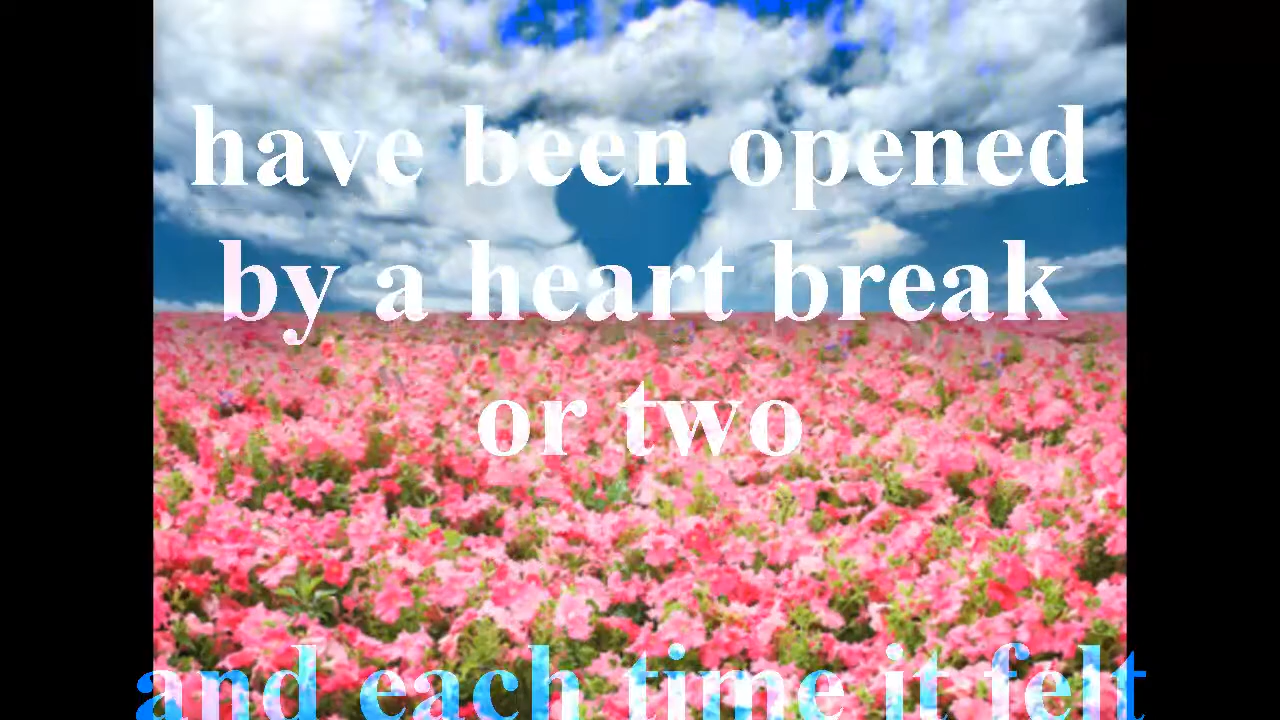 have been opened
by a heart break
or two
and each time it felt